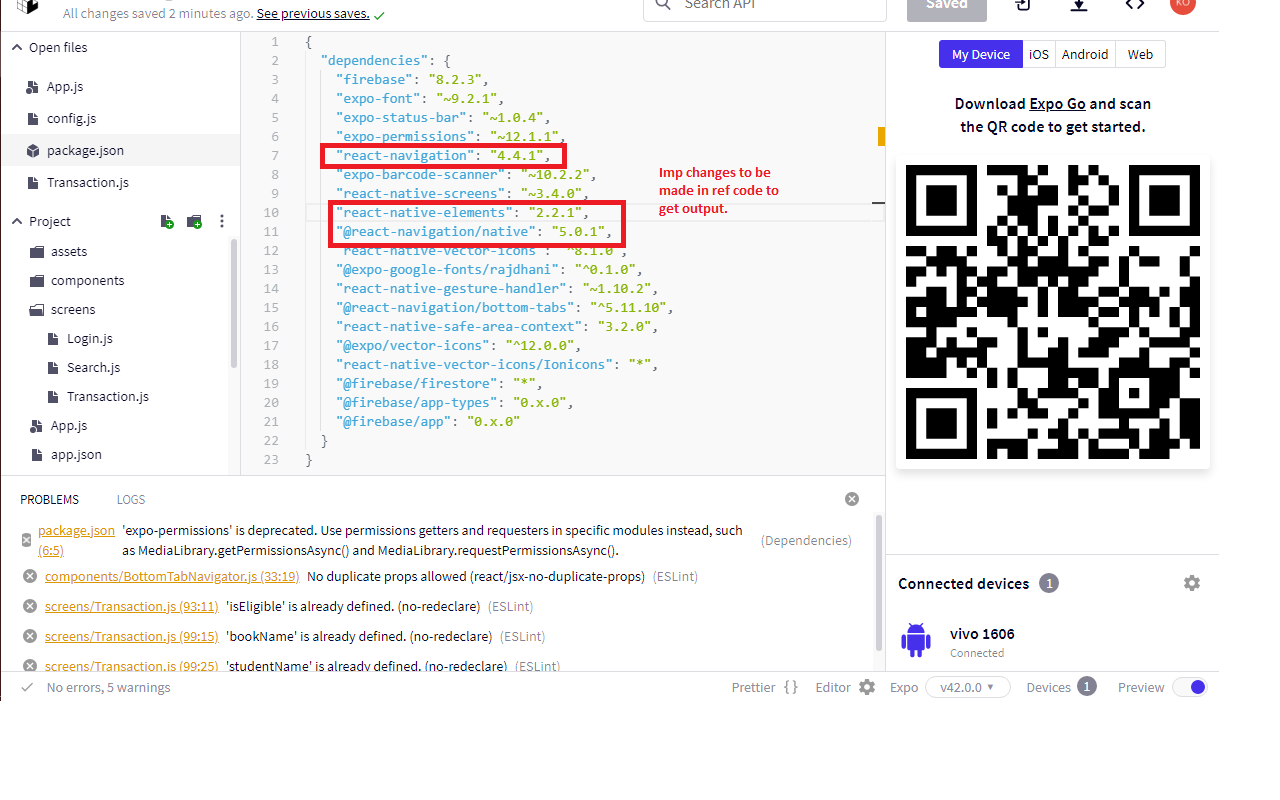 All changes saved 2 minutes ago. See previous saves.
Search API
Saved
KO
Open files
App.js
config.js
package.json
Transaction.js
Project
assets
components
screens
Login.js
Search.js
Transaction.js
App.js
app.json
1 {
2 "dependencies": {
3 "firebase": "8.2.3",
4 "expo-font": "~9.2.1",
5 "expo-status-bar": "~1.0.4",
6 "expo-permissions": "~12.1.1",
7 "react-navigation": "4.4.1",
8 "expo-barcode-scanner": "~10.2.2",
9 "react-native-screens": "~3.4.0",
10 "react-native-elements": "2.2.1",
11 "@react-navigation/native": "5.0.1",
12 "react-native-vector-icons": "^8.1.0",
13 "@expo-google-fonts/rajdhani": "^0.1.0",
14 "react-native-gesture-handler": "~1.10.2",
15 "@react-navigation/bottom-tabs": "^5.11.10",
16 "react-native-safe-area-context": "3.2.0",
17 "@expo/vector-icons": "^12.0.0",
18 "react-native-vector-icons/Ionicons": "*",
19 "@firebase/firestore": "*",
20 "@firebase/app-types": "0.x.0",
21 "@firebase/app": "0.x.0"
22 }
23 }
Imp changes to be
made in ref code to
get output.
My Device iOS Android Web
Download Expo Go and scan
the QR code to get started.
PROBLEMS LOGS
package.json (6:5) 'expo-permissions' is deprecated. Use permissions getters and requesters in specific modules instead, such
as MediaLibrary.getPermissionsAsync() and MediaLibrary.requestPermissionsAsync(). (Dependencies)
components/BottomTabNavigator.js (33:19) No duplicate props allowed (react/jsx-no-duplicate-props) (ESLint)
screens/Transaction.js (93:11) 'isEligible' is already defined. (no-redeclare) (ESLint)
screens/Transaction.js (99:15) 'bookName' is already defined. (no-redeclare) (ESLint)
screens/Transaction.js (99:25) 'studentName' is already defined. (no-redeclare) (ESLint)
Connected devices 1
vivo 1606
Connected
No errors, 5 warnings
Prettier {} Editor Expo v42.0.0 Devices 1 Preview